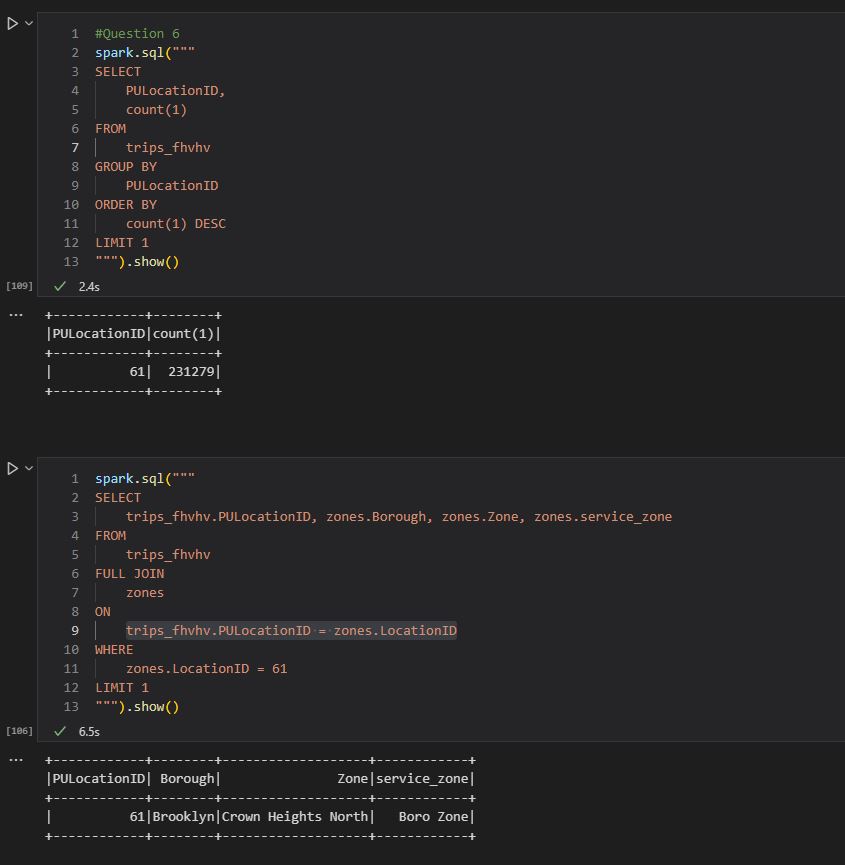 1 #Question 6
2 spark.sql("""
3 SELECT
4     PULocationID,
5     count(1)
6 FROM
7     trips_fhvhv
8 GROUP BY
9     PULocationID
10 ORDER BY
11     count(1) DESC
12 LIMIT 1
13 """).show()
[109] ✓ 2.4s
... +------------+--------+
|PULocationID|count(1)|
+------------+--------+
|          61|  231279|
+------------+--------+
1 spark.sql("""
2 SELECT
3     trips_fhvhv.PULocationID, zones.Borough, zones.Zone, zones.service_zone
4 FROM
5     trips_fhvhv
6 FULL JOIN
7     zones
8 ON
9     trips_fhvhv.PULocationID = zones.LocationID
10 WHERE
11     zones.LocationID = 61
12 LIMIT 1
13 """).show()
[106] ✓ 6.5s
... +------------+--------+-------------------+------------+
|PULocationID| Borough|               Zone|service_zone|
+------------+--------+-------------------+------------+
|          61|Brooklyn|Crown Heights North|   Boro Zone|
+------------+--------+-------------------+------------+